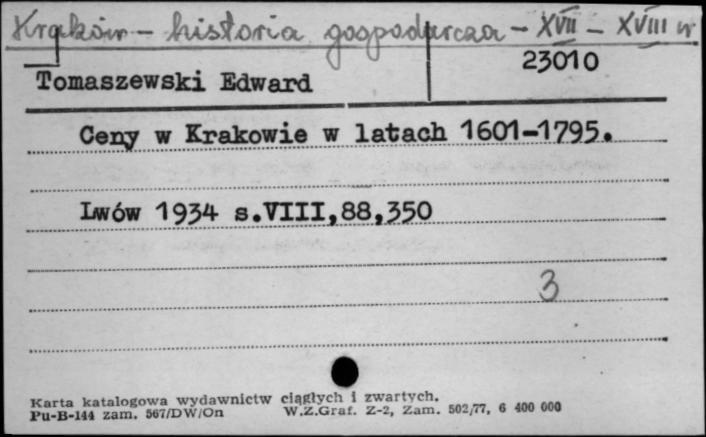 Kraków - historia gospodarcza - XVII - XVIII w
23010
Tomaszewski Edward
Ceny w Krakowie w latach 1601-1795.
Lwów 1934 s.VIII,88,350
3
Karta katalogowa wydawnictw ciągłych i zwartych.
Pu-B-144 zam. 567/DW/On W.Z.Graf. Z-2, Zam. 502/77, 6 400 000